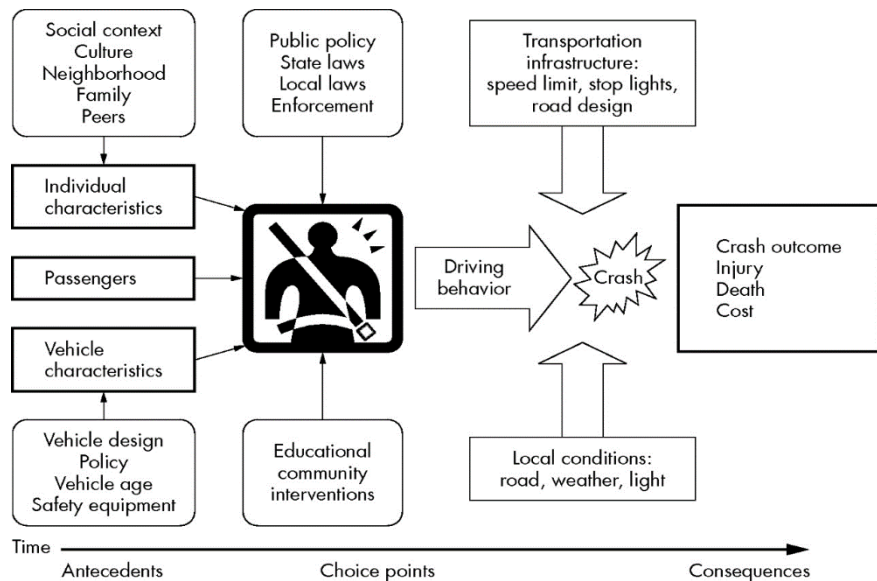 Social context
Culture
Neighborhood
Family
Peers
Public policy
State laws
Local laws
Enforcement
Transportation
infrastructure:
speed limit, stop lights,
road design
Individual
characteristics
Passengers
Vehicle
characteristics
Driving
behavior
Crash
Crash outcome
Injury
Death
Cost
Vehicle design
Policy
Vehicle age
Safety equipment
Educational
community
interventions
Local conditions:
road, weather, light
Time
Antecedents
Choice points
Consequences